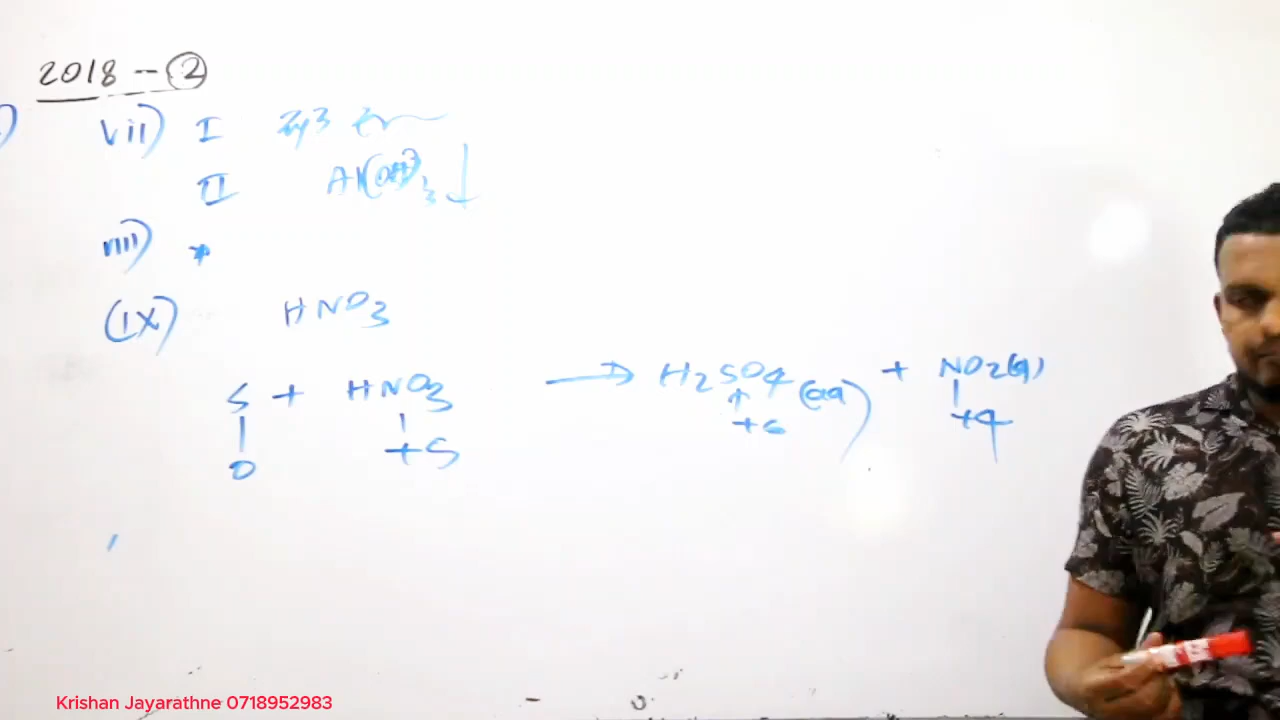 2018 - ②
vii) I
II Al(OH)3 ↓
viii) *
(ix) HNO3
S + HNO3 → H2SO4 (aq) + NO2(g)
0 +5 +6 +4
Krishan Jayarathne 0718952983